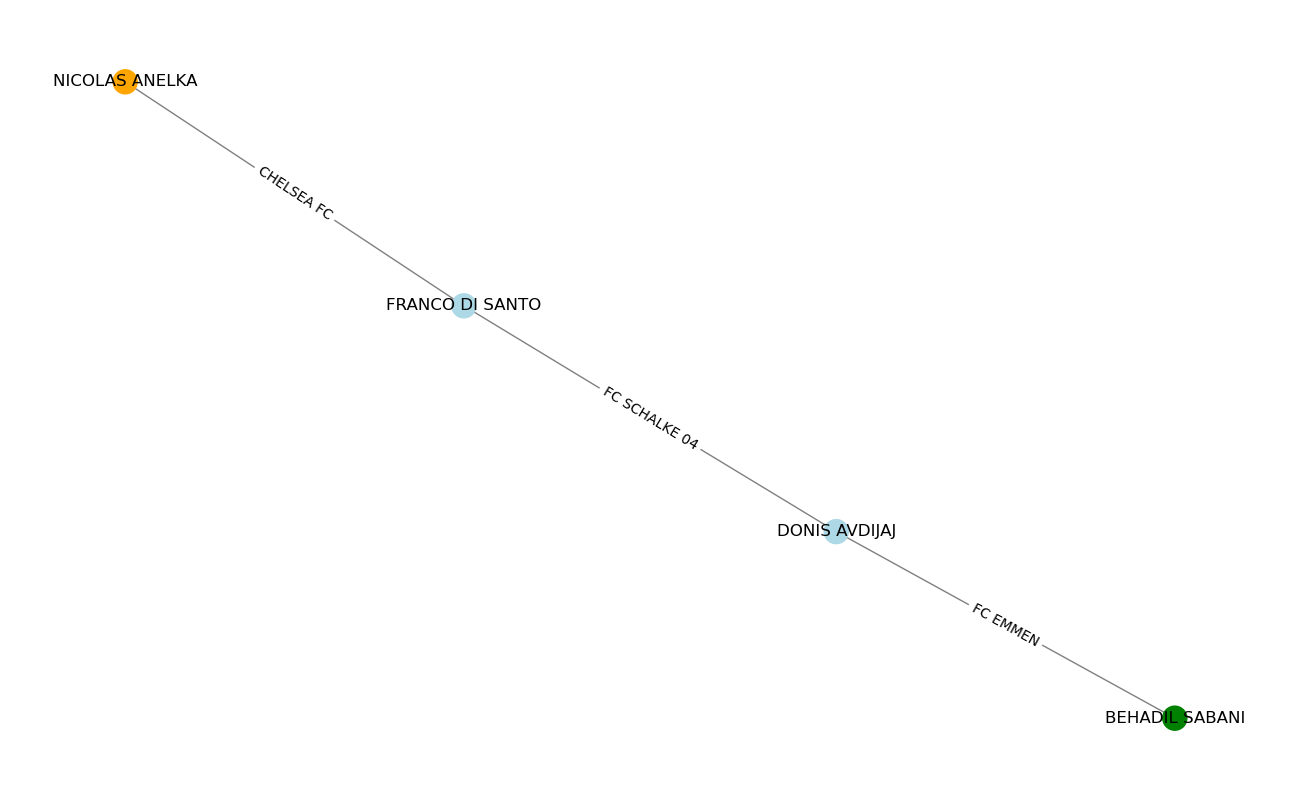 NICOLAS ANELKA
CHELSEA FC
FRANCO DI SANTO
FC SCHALKE 04
DONIS AVDIJAJ
FC EMMEN
BEHADIL SABANI